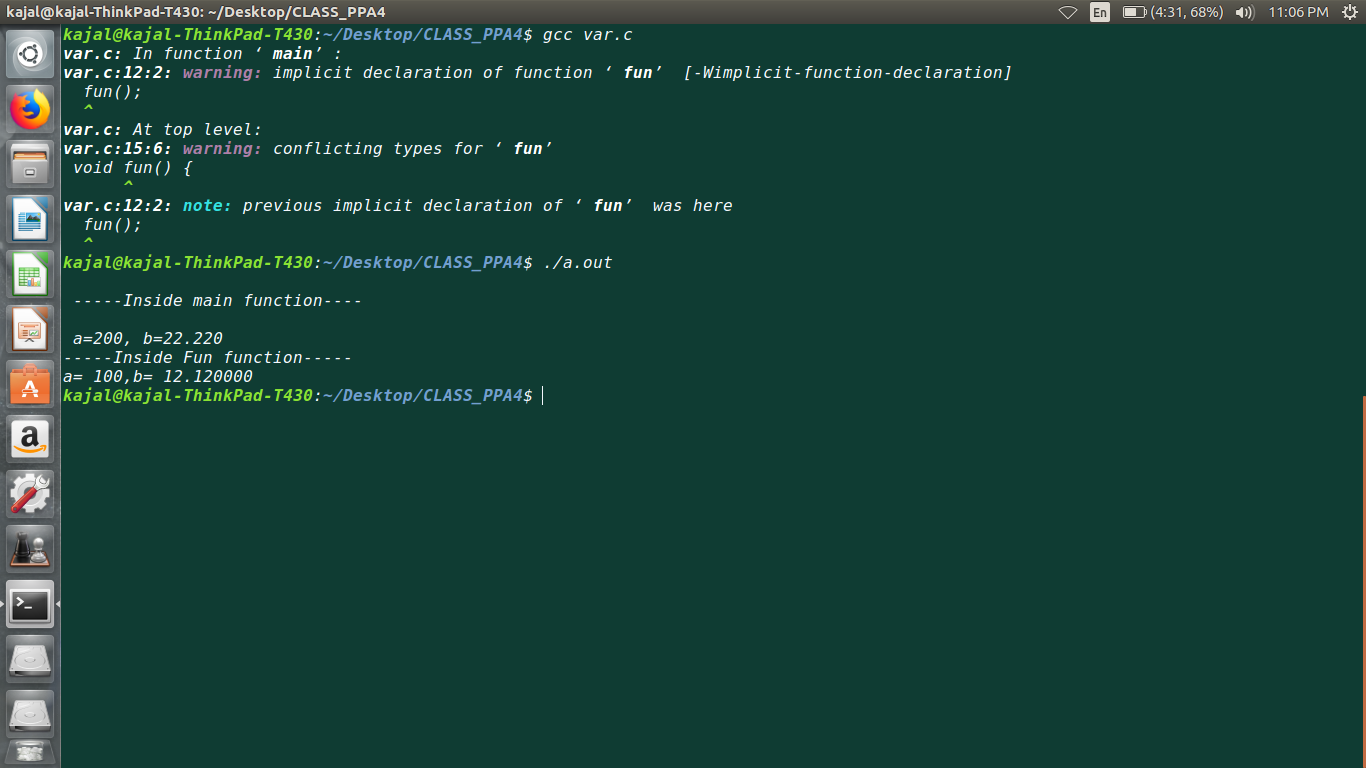 kajal@kajal-ThinkPad-T430: ~/Desktop/CLASS_PPA4
En (4:31, 68%) 11:06 PM
kajal@kajal-ThinkPad-T430:~/Desktop/CLASS_PPA4$ gcc var.c
var.c: In function ‘ main’ :
var.c:12:2: warning: implicit declaration of function ‘ fun’  [-Wimplicit-function-declaration]
  fun();
  ^
var.c: At top level:
var.c:15:6: warning: conflicting types for ‘ fun’
 void fun() {
      ^
var.c:12:2: note: previous implicit declaration of ‘ fun’  was here
  fun();
  ^
kajal@kajal-ThinkPad-T430:~/Desktop/CLASS_PPA4$ ./a.out
 -----Inside main function----
 a=200, b=22.220
-----Inside Fun function-----
a= 100,b= 12.120000
kajal@kajal-ThinkPad-T430:~/Desktop/CLASS_PPA4$